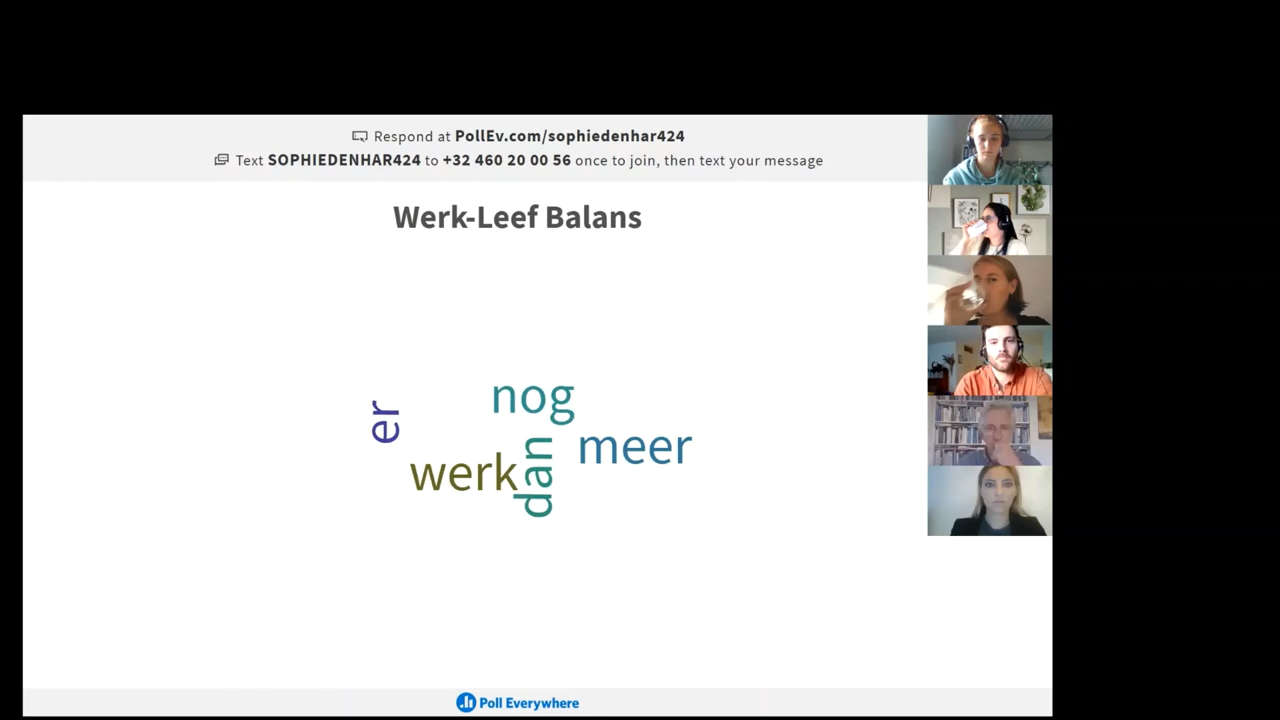 Respond at PollEv.com/sophiedenhar424
Text SOPHIEDENHAR424 to +32 460 20 00 56 once to join, then text your message
Werk-Leef Balans
nog
er
meer
werk
dan
Poll Everywhere